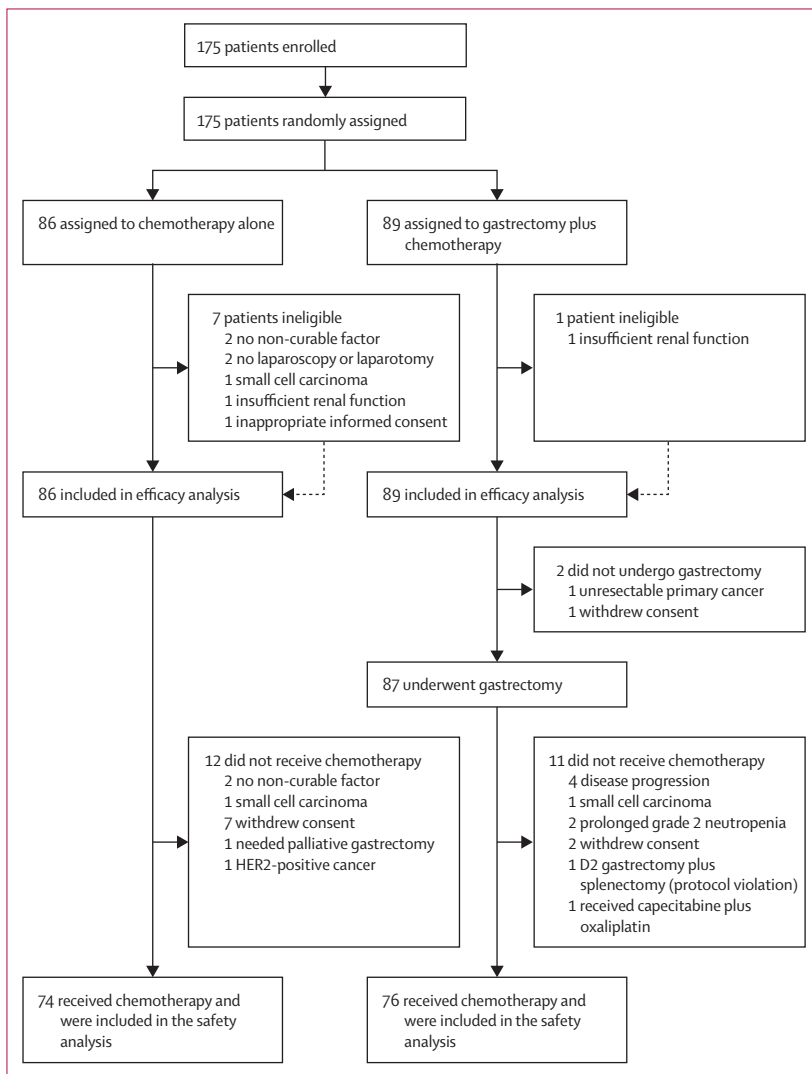 175 patients enrolled
175 patients randomly assigned
86 assigned to chemotherapy alone
89 assigned to gastrectomy plus
chemotherapy
7 patients ineligible
2 no non-curable factor
2 no laparoscopy or laparotomy
1 small cell carcinoma
1 insufficient renal function
1 inappropriate informed consent
1 patient ineligible
1 insufficient renal function
86 included in efficacy analysis
89 included in efficacy analysis
2 did not undergo gastrectomy
1 unresectable primary cancer
1 withdrew consent
87 underwent gastrectomy
12 did not receive chemotherapy
2 no non-curable factor
1 small cell carcinoma
7 withdrew consent
1 needed palliative gastrectomy
1 HER2-positive cancer
11 did not receive chemotherapy
4 disease progression
1 small cell carcinoma
2 prolonged grade 2 neutropenia
2 withdrew consent
1 D2 gastrectomy plus
splenectomy (protocol violation)
1 received capecitabine plus
oxaliplatin
74 received chemotherapy and
were included in the safety
analysis
76 received chemotherapy and
were included in the safety
analysis